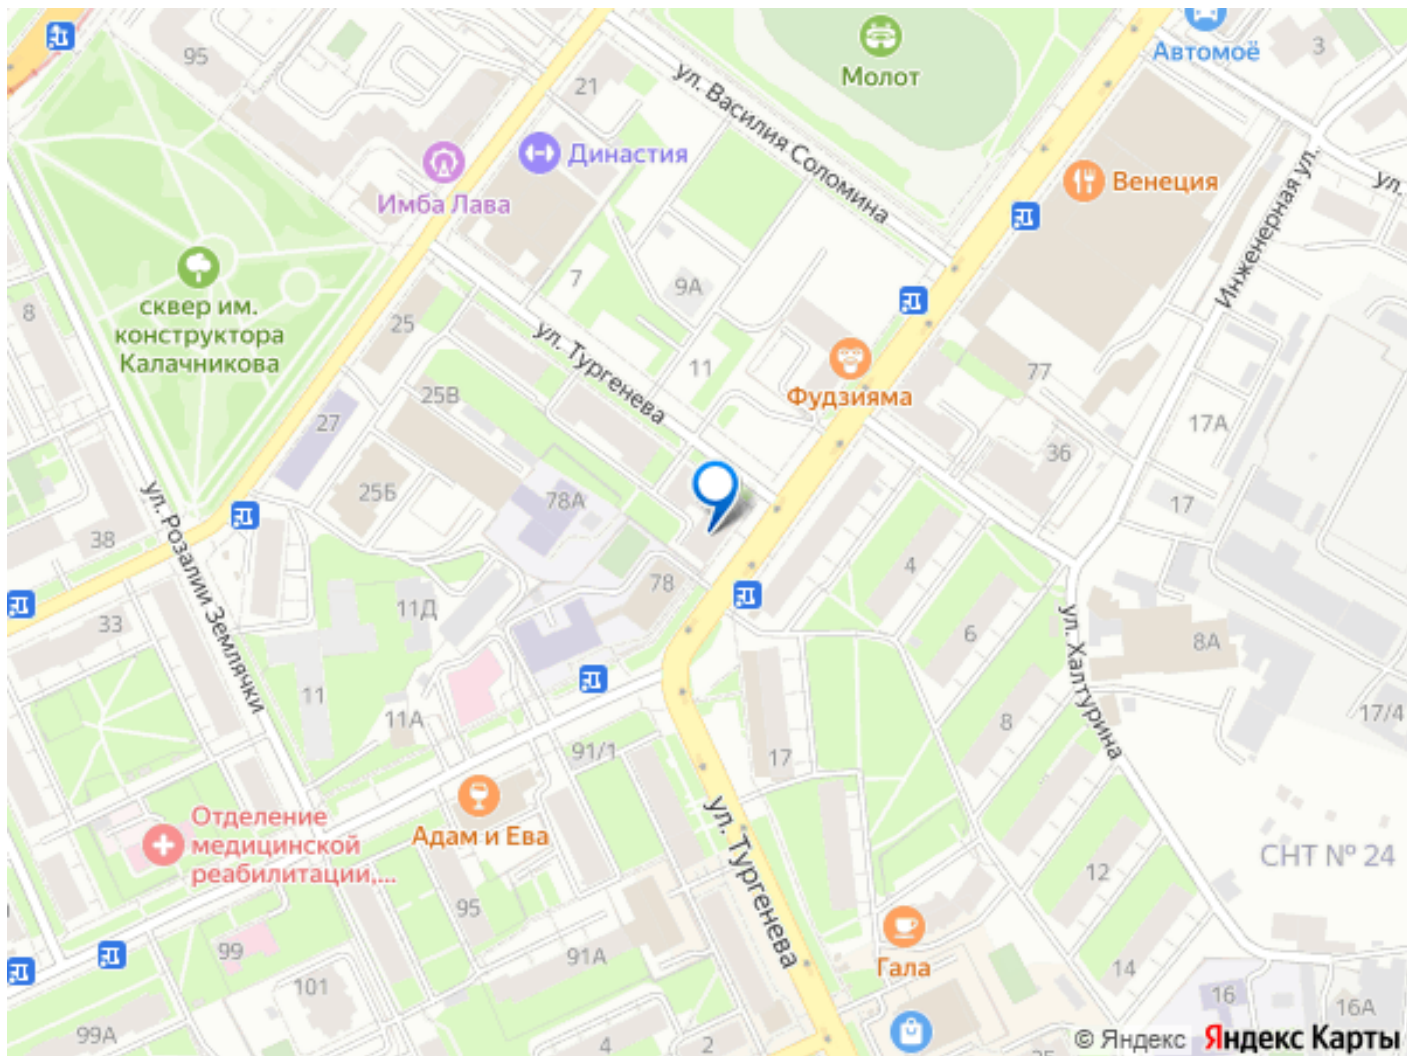 Автомоё
3
95
Молот
21
ул. Василия Соломина
Династия
Имба Лава
Венеция
ул.
Инженерная ул.
сквер им.
конструктора
Калачникова
8
7
9А
25
ул. Тургенева
11
Фудзияма
77
25В
27
17А
36
25Б
78А
17
ул. Розалии Землячки
38
4
78
11Д
33
6
ул. Халтурина
8А
11
11А
17/4
8
91/1
17
ул. Тургенева
Адам и Ева
Отделение
медицинской
реабилитации,...
СНТ № 24
12
95
99
91А
Гала
14
101
16
16А
99А
4
2
© Яндекс Яндекс Карты